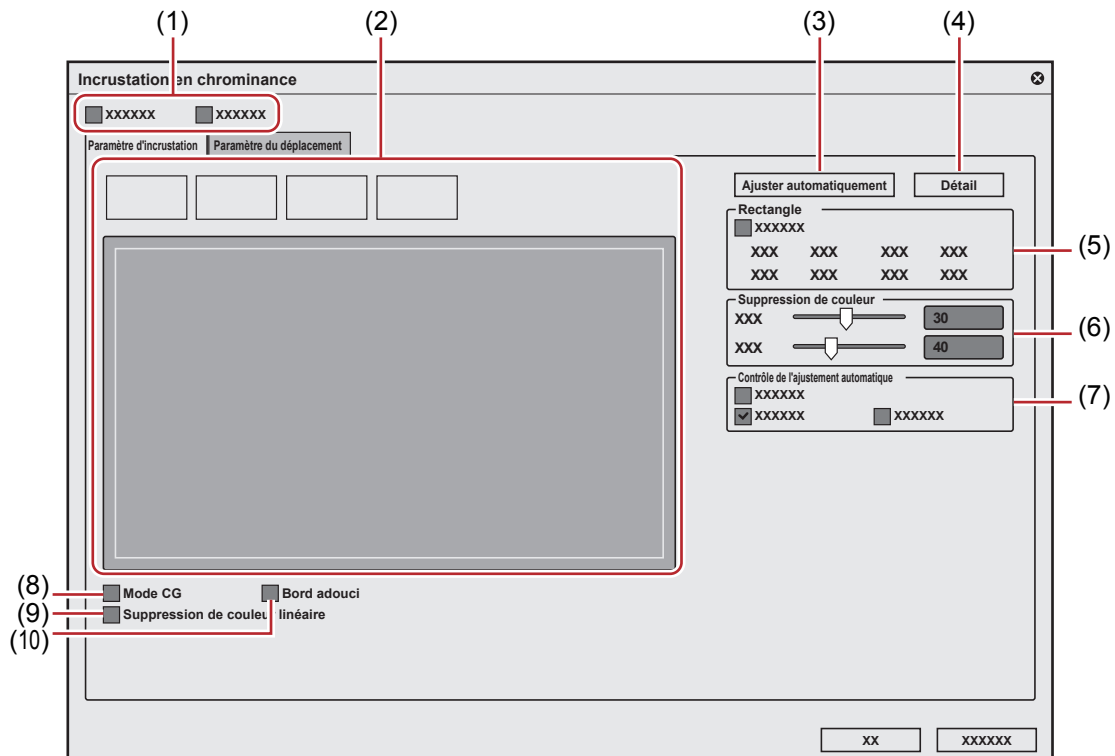 (1) (2) (3) (4)
Incrustation en chrominance
xxxxxx xxxxxx
Paramètre d'incrustation Paramètre du déplacement
Ajuster automatiquement Détail
Rectangle
xxxxxx
xxx xxx xxx xxx
xxx xxx xxx xxx
(5)
Suppression de couleur
xxx 30
xxx 40
(6)
Contrôle de l'ajustement automatique
xxxxxx
xxxxxx xxxxxx
(7)
(8) Mode CG Bord adouci
(9) Suppression de couleur linéaire
(10)
xx xxxxxx